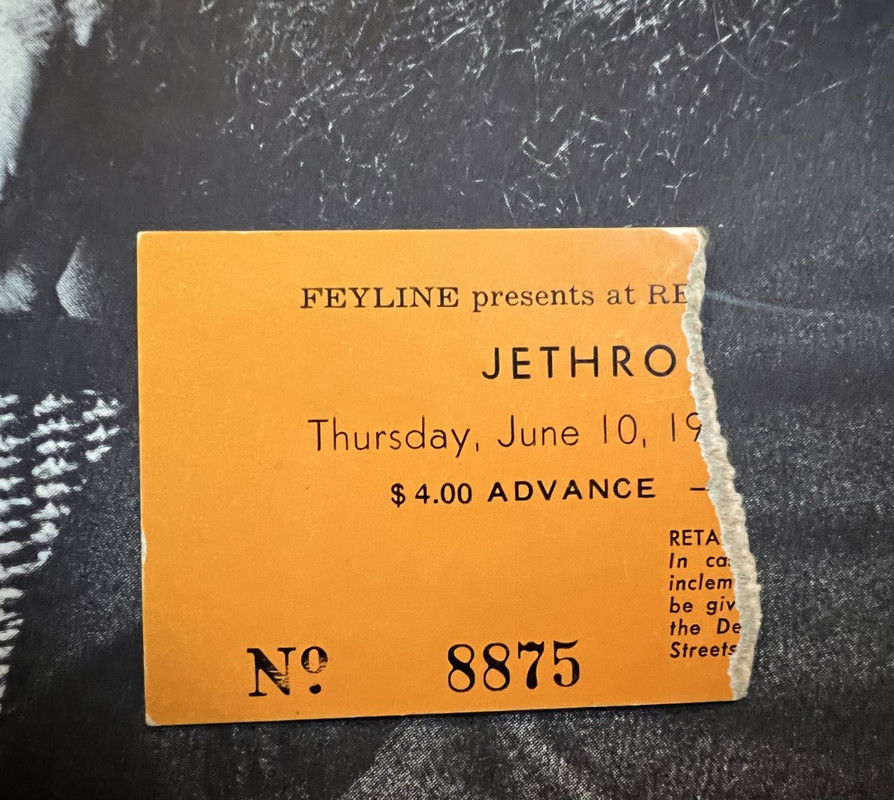 FEYLINE presents at RE
JETHRO
Thursday, June 10, 19
$4.00 ADVANCE –
RETA
In cas
inclem
be giv
the De
Streets
Nº 8875